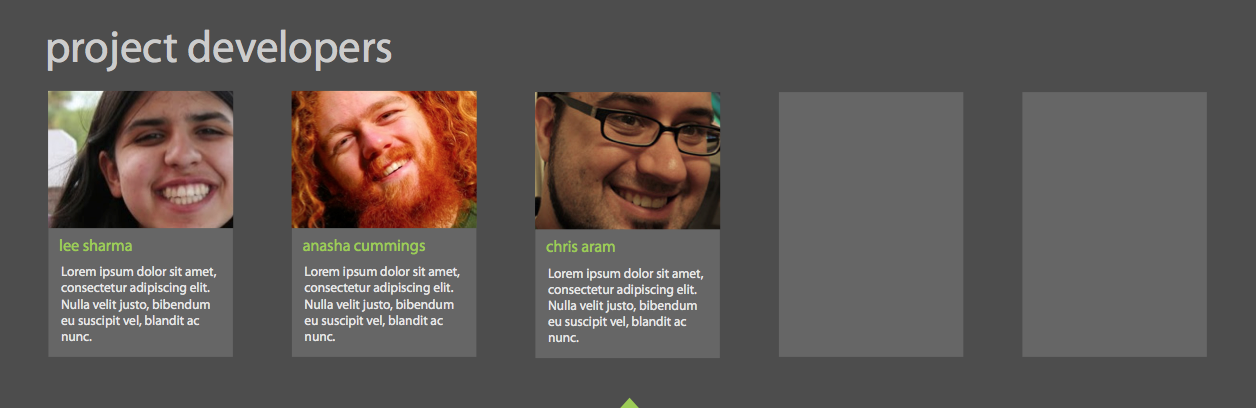 project developers
lee sharma
Lorem ipsum dolor sit amet,
consectetur adipiscing elit.
Nulla velit justo, bibendum
eu suscipit vel, blandit ac
nunc.
anasha cummings
Lorem ipsum dolor sit amet,
consectetur adipiscing elit.
Nulla velit justo, bibendum
eu suscipit vel, blandit ac
nunc.
chris aram
Lorem ipsum dolor sit amet,
consectetur adipiscing elit.
Nulla velit justo, bibendum
eu suscipit vel, blandit ac
nunc.